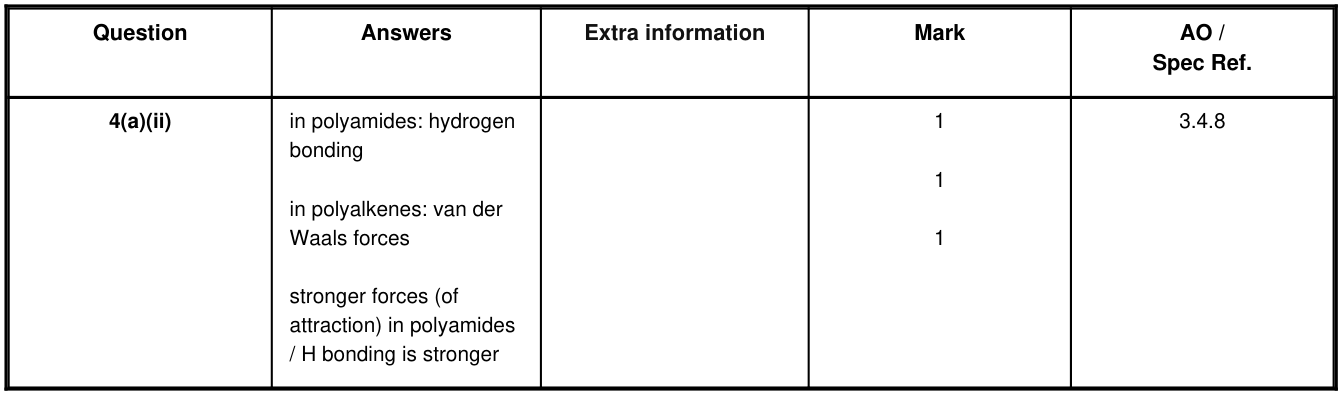 Question Answers Extra information Mark AO /
Spec Ref.
4(a)(ii) in polyamides: hydrogen 1 3.4.8
bonding
1
in polyalkenes: van der
Waals forces 1
stronger forces (of
attraction) in polyamides
/ H bonding is stronger